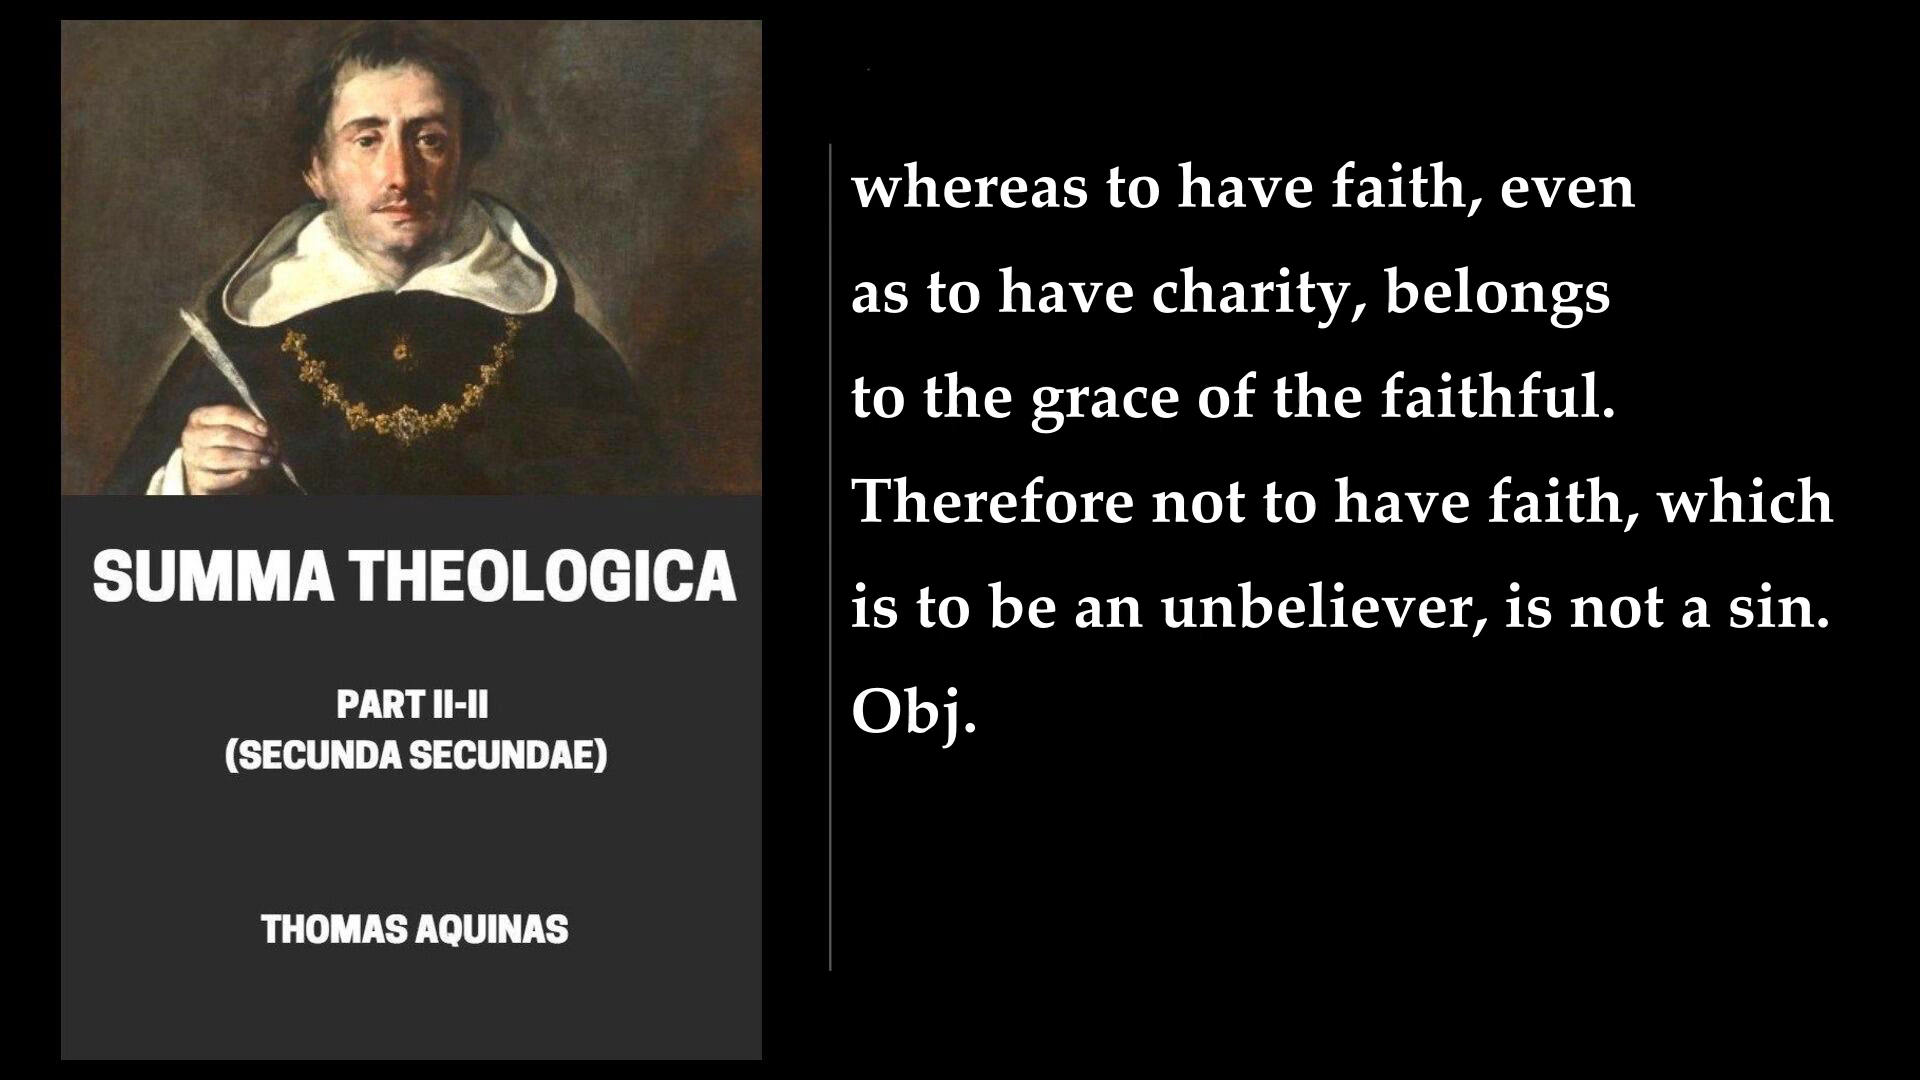 SUMMA THEOLOGICA
PART II-II
(SECUNDA SECUNDAE)
THOMAS AQUINAS
whereas to have faith, even
as to have charity, belongs
to the grace of the faithful.
Therefore not to have faith, which
is to be an unbeliever, is not a sin.
Obj.